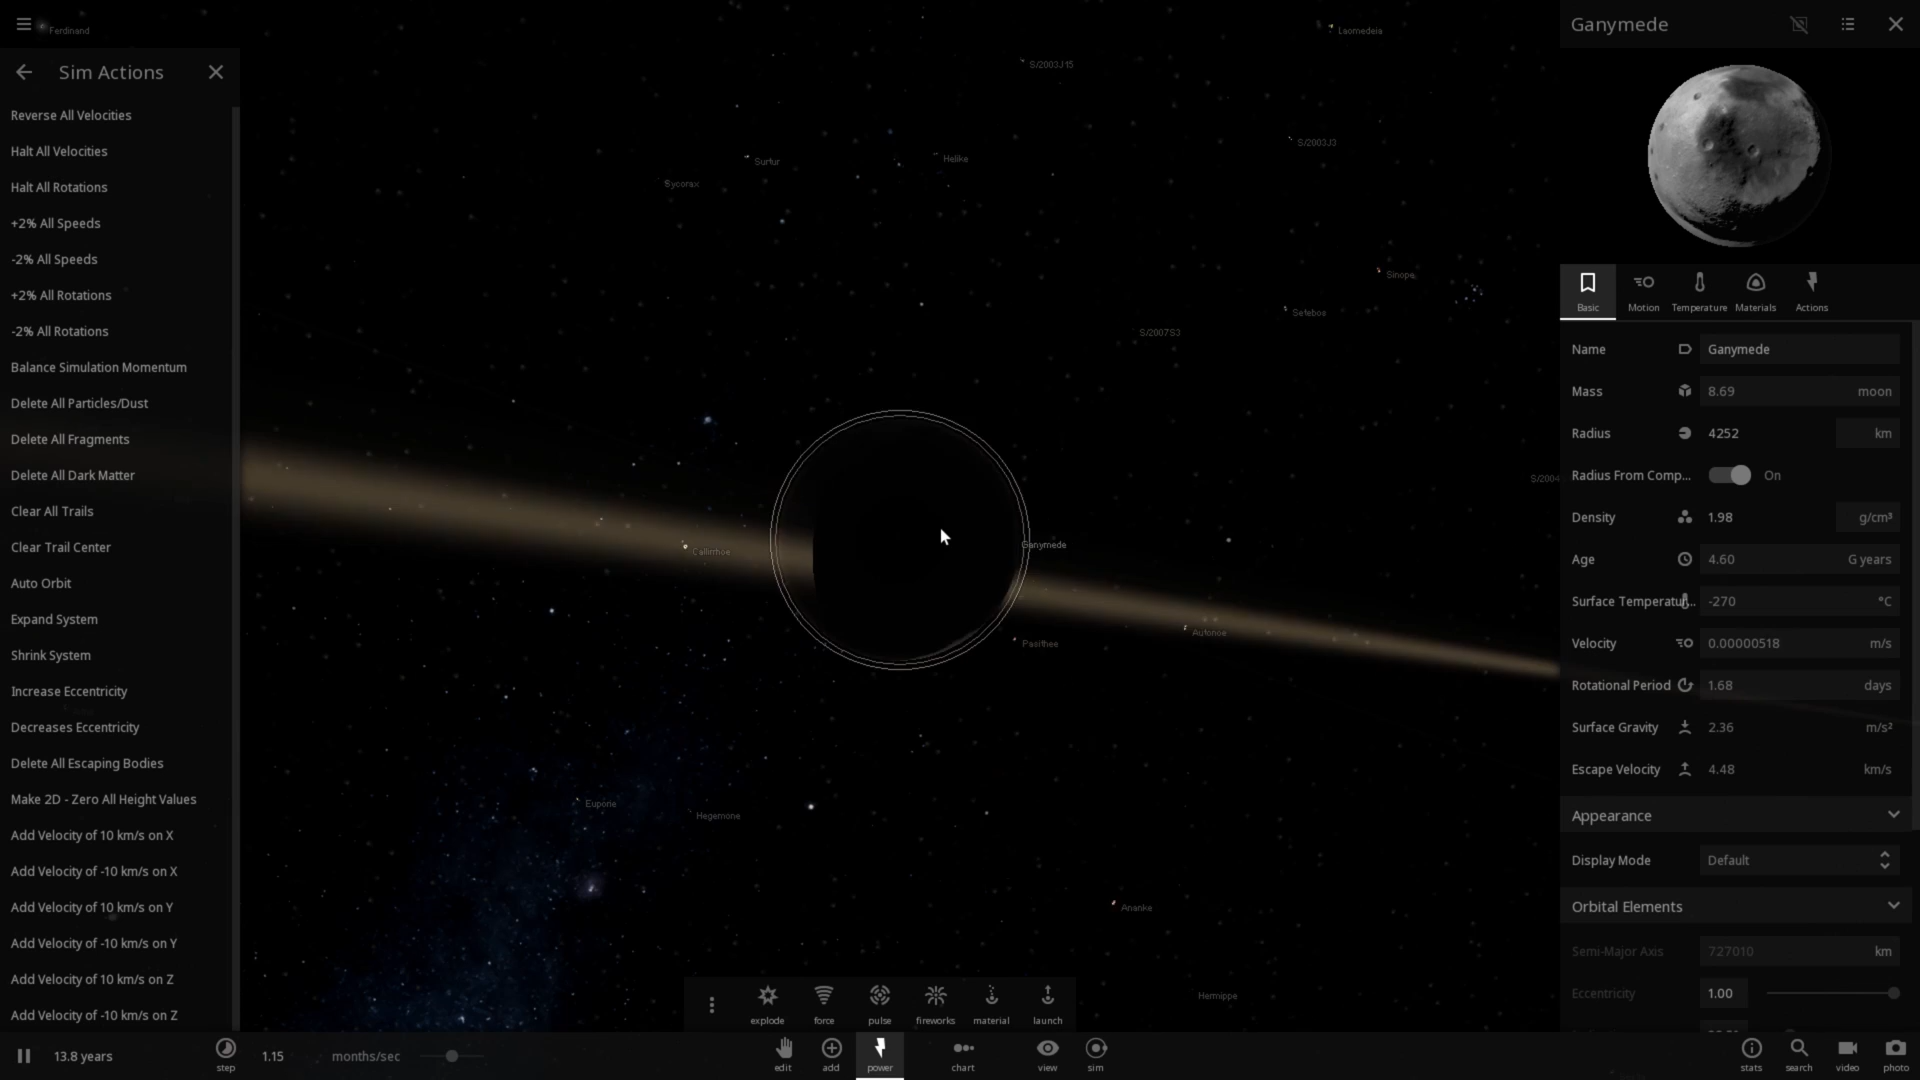 Ferdinand
Sim Actions
Reverse All Velocities
Halt All Velocities
Halt All Rotations
+2% All Speeds
-2% All Speeds
+2% All Rotations
-2% All Rotations
Balance Simulation Momentum
Delete All Particles/Dust
Delete All Fragments
Delete All Dark Matter
Clear All Trails
Clear Trail Center
Auto Orbit
Expand System
Shrink System
Increase Eccentricity
Decreases Eccentricity
Delete All Escaping Bodies
Make 2D - Zero All Height Values
Add Velocity of 10 km/s on X
Add Velocity of -10 km/s on X
Add Velocity of 10 km/s on Y
Add Velocity of -10 km/s on Y
Add Velocity of 10 km/s on Z
Add Velocity of -10 km/s on Z
Laomedeia
S/2003J15
S/2003J3
Surtur
Helike
Sycorax
Sinope
Setebos
S/2007S3
S/2004
Ganymede
Callirrhoe
Autonoe
Pasithee
Euporie
Hegemone
Ananke
Hermippe
Ganymede
Basic Motion Temperature Materials Actions
Name Ganymede
Mass 8.69 moon
Radius 4252 km
Radius From Comp... On
Density 1.98 g/cm³
Age 4.60 G years
Surface Temperatur... -270 °C
Velocity 0.00000518 m/s
Rotational Period 1.68 days
Surface Gravity 2.36 m/s²
Escape Velocity 4.48 km/s
Appearance
Display Mode Default
Orbital Elements
Semi-Major Axis 727010 km
Eccentricity 1.00
explode force pulse fireworks material launch
13.8 years step 1.15 months/sec edit add power chart view sim stats search video photo